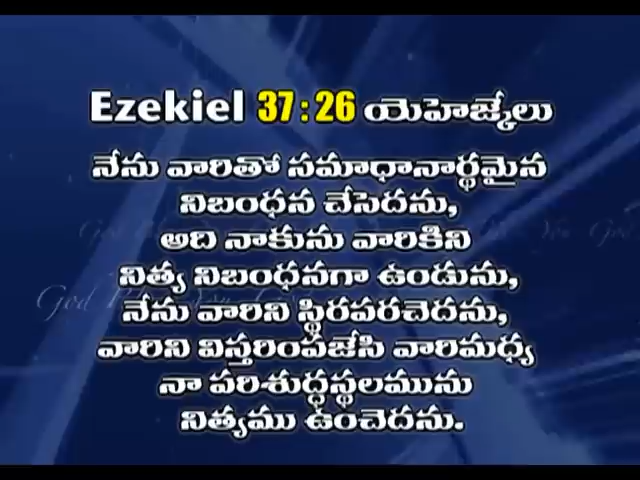 Ezekiel 37:26 యెహెజ్కేలు
నేను వారితో సమాధానార్థమైన
నిబంధన చేసెదను,
అది నాకును వారికిని
నిత్య నిబంధనగా ఉండును,
నేను వారిని స్థిరపరచెదను,
వారిని విస్తరింపజేసి వారిమధ్య
నా పరిశుద్ధస్థలమును
నిత్యము ఉంచెదను.